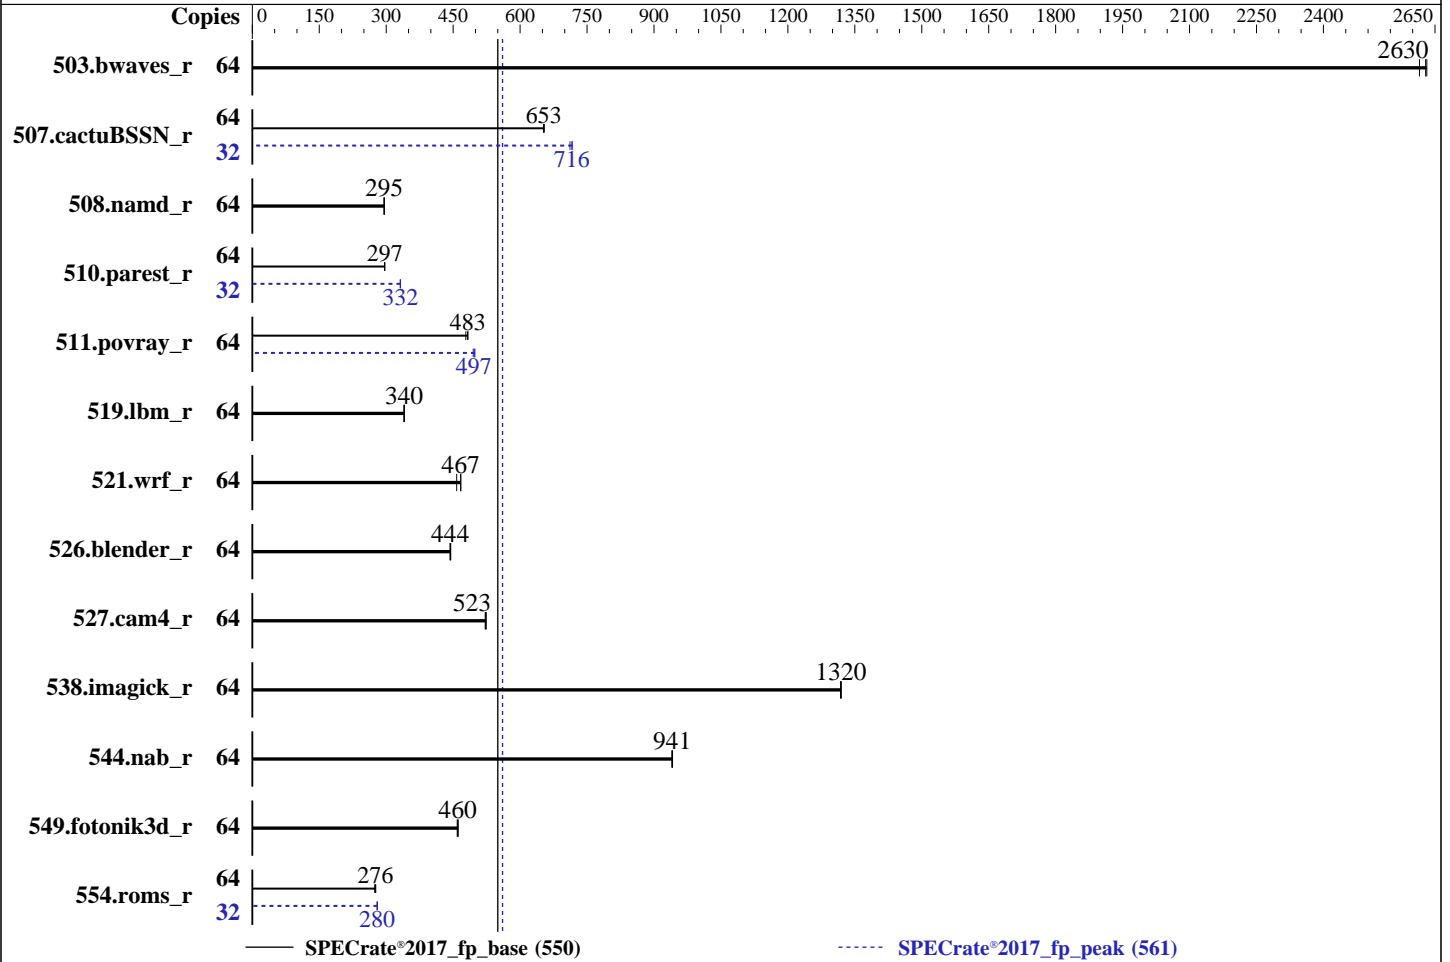 Copies 0 150 300 450 600 750 900 1050 1200 1350 1500 1650 1800 1950 2100 2250 2400 2650
2630
503.bwaves_r 64
653
507.cactuBSSN_r 64
32
716
295
508.namd_r 64
297
510.parest_r 64
32
332
483
511.povray_r 64
497
340
519.lbm_r 64
467
521.wrf_r 64
444
526.blender_r 64
523
527.cam4_r 64
1320
538.imagick_r 64
941
544.nab_r 64
460
549.fotonik3d_r 64
276
554.roms_r 64
32
280
SPECrate®2017_fp_base (550) SPECrate®2017_fp_peak (561)